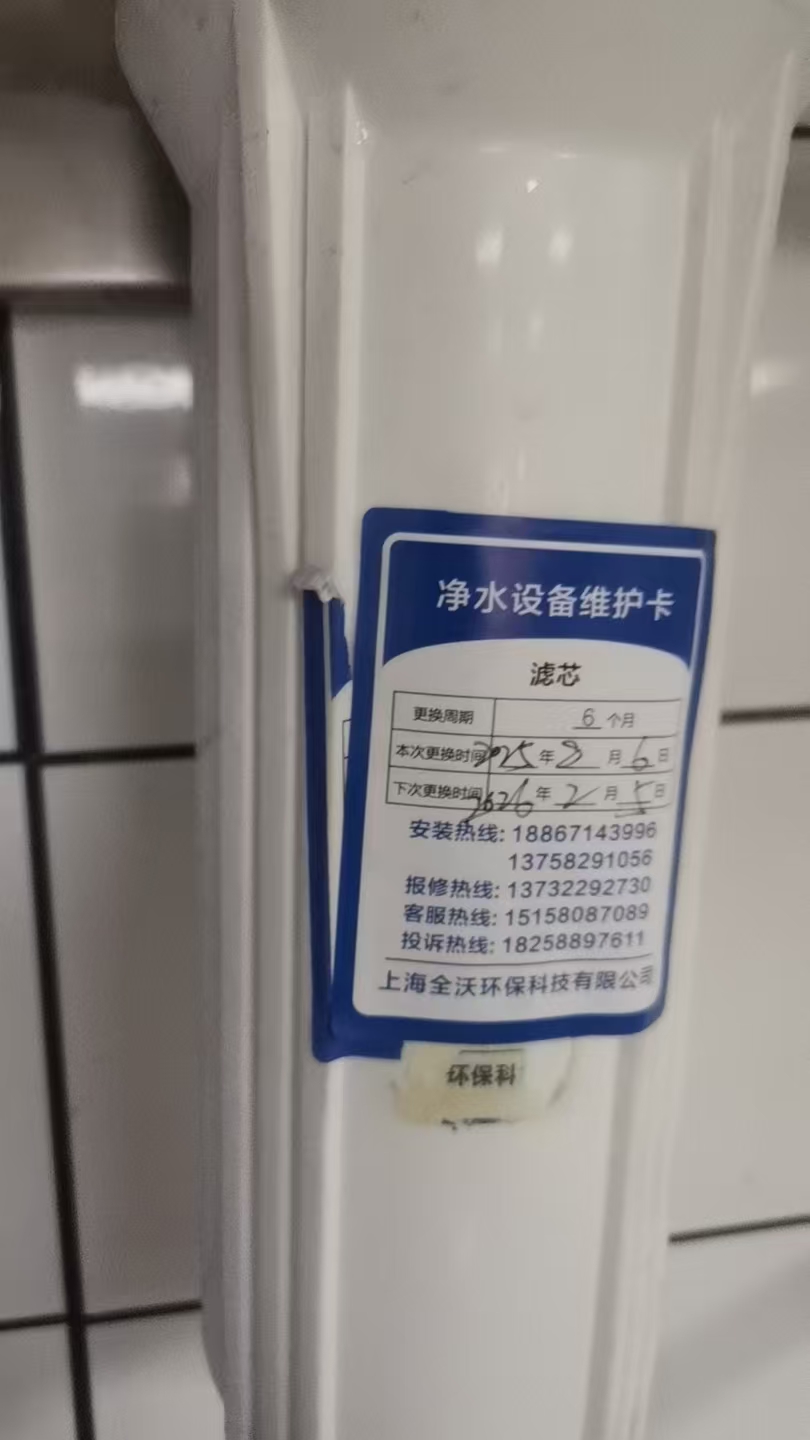 净水设备维护卡
滤芯
更换周期 6 个月
本次更换时间 2025 年 8 月 6 日
下次更换时间 2026 年 2 月 5 日
安装热线: 18867143996
13758291056
报修热线: 13732292730
客服热线: 15158087089
投诉热线: 18258897611
上海全沃环保科技有限公司
环保科